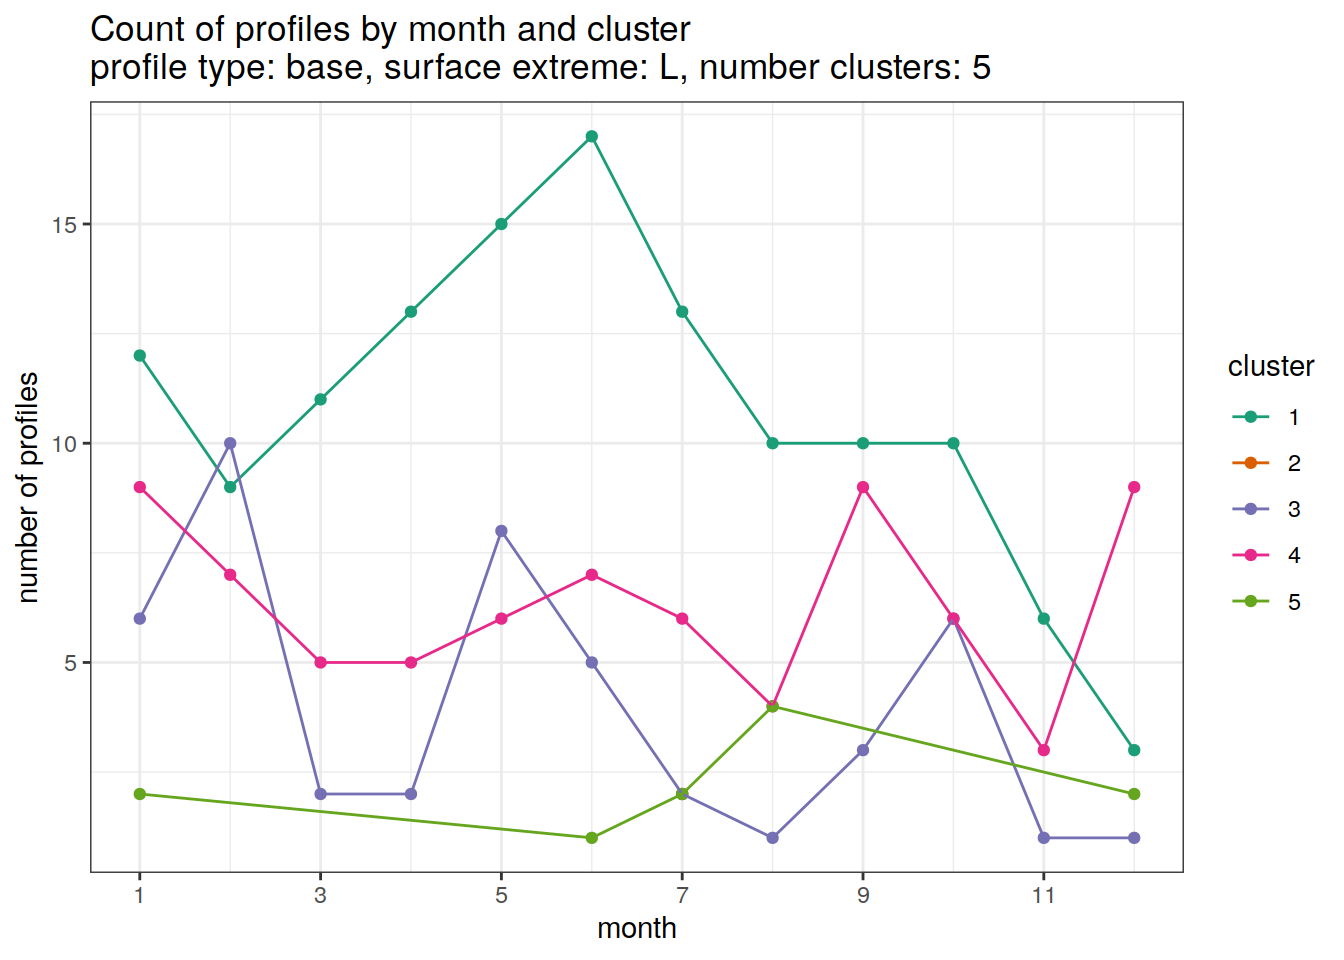 Count of profiles by month and cluster
profile type: base, surface extreme: L, number clusters: 5
15
10
5
number of profiles
1 3 5 7 9 11
month
cluster
1
2
3
4
5